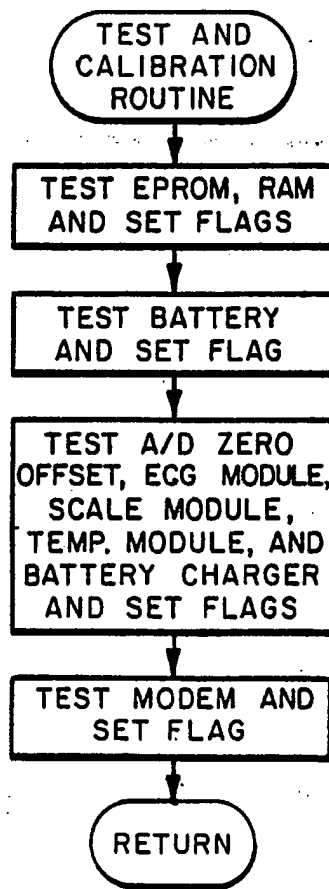 TEST AND
CALIBRATION
ROUTINE
TEST EPROM, RAM
AND SET FLAGS
TEST BATTERY
AND SET FLAG
TEST A/D ZERO
OFFSET, ECG MODULE,
SCALE MODULE,
TEMP. MODULE, AND
BATTERY CHARGER
AND SET FLAGS
TEST MODEM AND
SET FLAG
RETURN